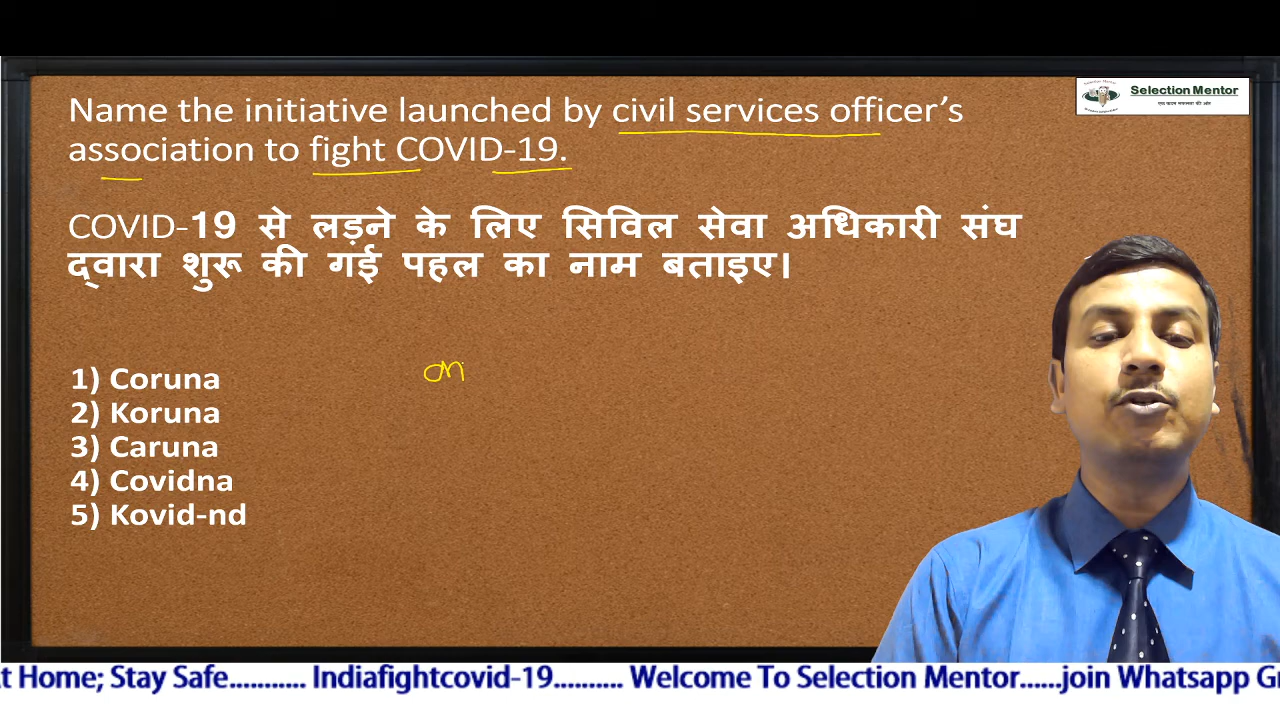 Name the initiative launched by civil services officer's
association to fight COVID-19.
Selection Mentor
COVID-19 से लड़ने के लिए सिविल सेवा अधिकारी संघ
द्वारा शुरू की गई पहल का नाम बताइए।
1) Coruna
2) Koruna
3) Caruna
4) Covidna
5) Kovid-nd
t Home; Stay Safe........... Indiafightcovid-19.......... Welcome To Selection Mentor......join Whatsapp Gr